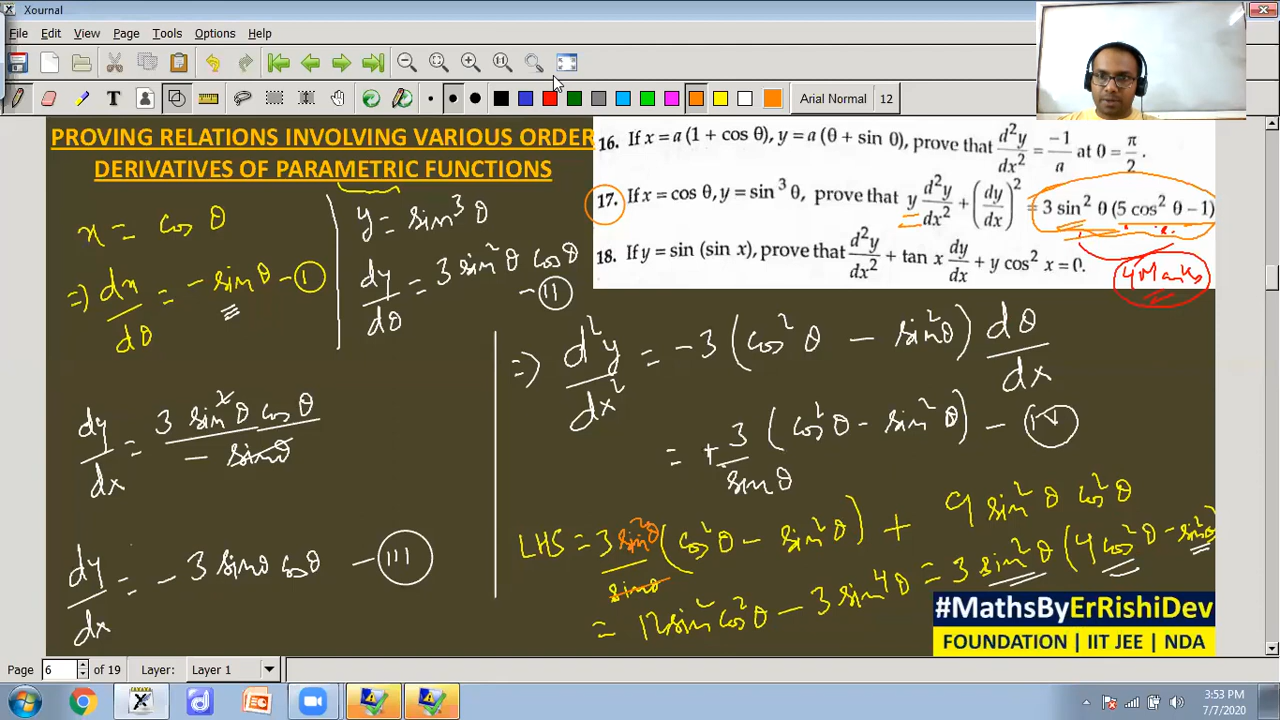 Xournal
File Edit View Page Tools Options Help
Arial Normal 12
PROVING RELATIONS INVOLVING VARIOUS ORDER
DERIVATIVES OF PARAMETRIC FUNCTIONS
16. If x = a (1 + cos θ), y = a (θ + sin θ), prove that d²y/dx² = -1/a at θ = π/2.
17. If x = cos θ, y = sin³ θ, prove that y d²y/dx² + (dy/dx)² = 3 sin² θ (5 cos² θ – 1)
18. If y = sin (sin x), prove that d²y/dx² + tan x dy/dx + y cos² x = 0.
4 Marks
x = cos θ
⇒ dx/dθ = - sin θ - I
y = sin³ θ
dy/dθ = 3 sin² θ cos θ
- II
dy/dx = 3 sin² θ cos θ / - sin θ
dy/dx = - 3 sin θ cos θ - III
⇒ d²y/dx² = -3 (cos² θ - sin² θ) dθ/dx
= + 3/sin θ (cos² θ - sin² θ) - IV
LHS = 3 sin³ θ/sin θ (cos² θ - sin² θ) + 9 sin² θ cos² θ
= 12 sin² cos² θ - 3 sin⁴ θ = 3 sin² θ (4 cos² θ - sin² θ
#MathsByErRishiDev
FOUNDATION | IIT JEE | NDA
Page 6 of 19 Layer: Layer 1
3:53 PM
7/7/2020